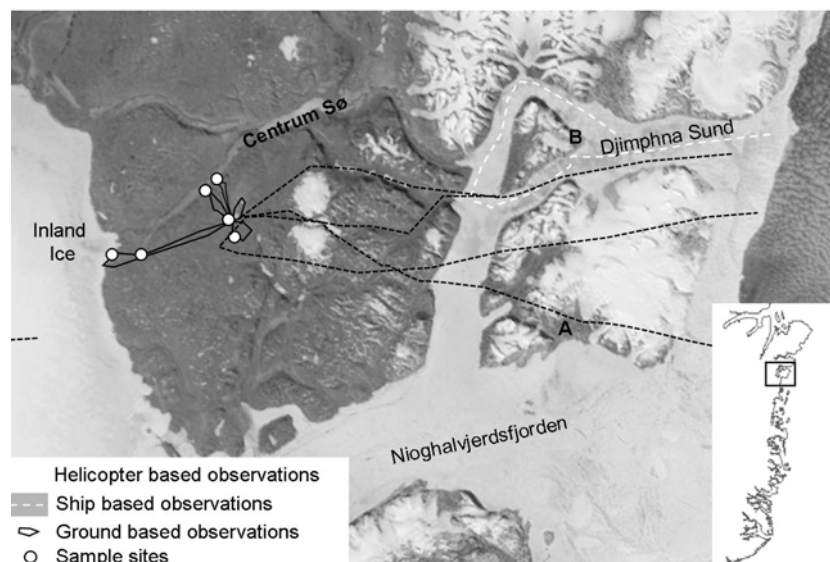 Centrum Sø
B
Djimphna Sund
Inland
Ice
A
Nioghalvjerdsfjorden
Helicopter based observations
Ship based observations
Ground based observations
Sample sites